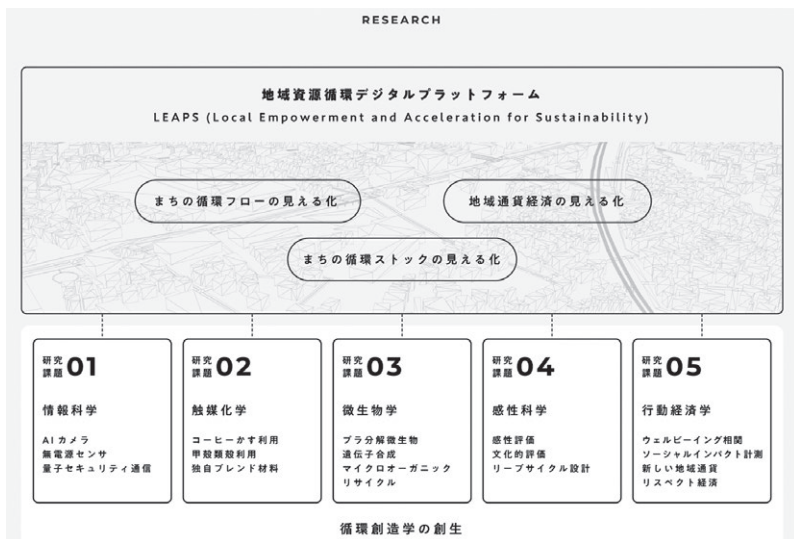 RESEARCH
地域資源循環デジタルプラットフォーム
LEAPS (Local Empowerment and Acceleration for Sustainability)
まちの循環フローの見える化
地域通貨経済の見える化
まちの循環ストックの見える化
研究課題 01
情報科学
AI カメラ
無電源センサ
量子セキュリティ通信
研究課題 02
触媒化学
コーヒーかす利用
甲殻類殻利用
独自ブレンド材料
研究課題 03
微生物学
プラ分解微生物
遺伝子合成
マイクロオーガニック
リサイクル
研究課題 04
感性科学
感性評価
文化的評価
リープサイクル設計
研究課題 05
行動経済学
ウェルビーイング相関
ソーシャルインパクト計測
新しい地域通貨
リスペクト経済
循環創造学の創生